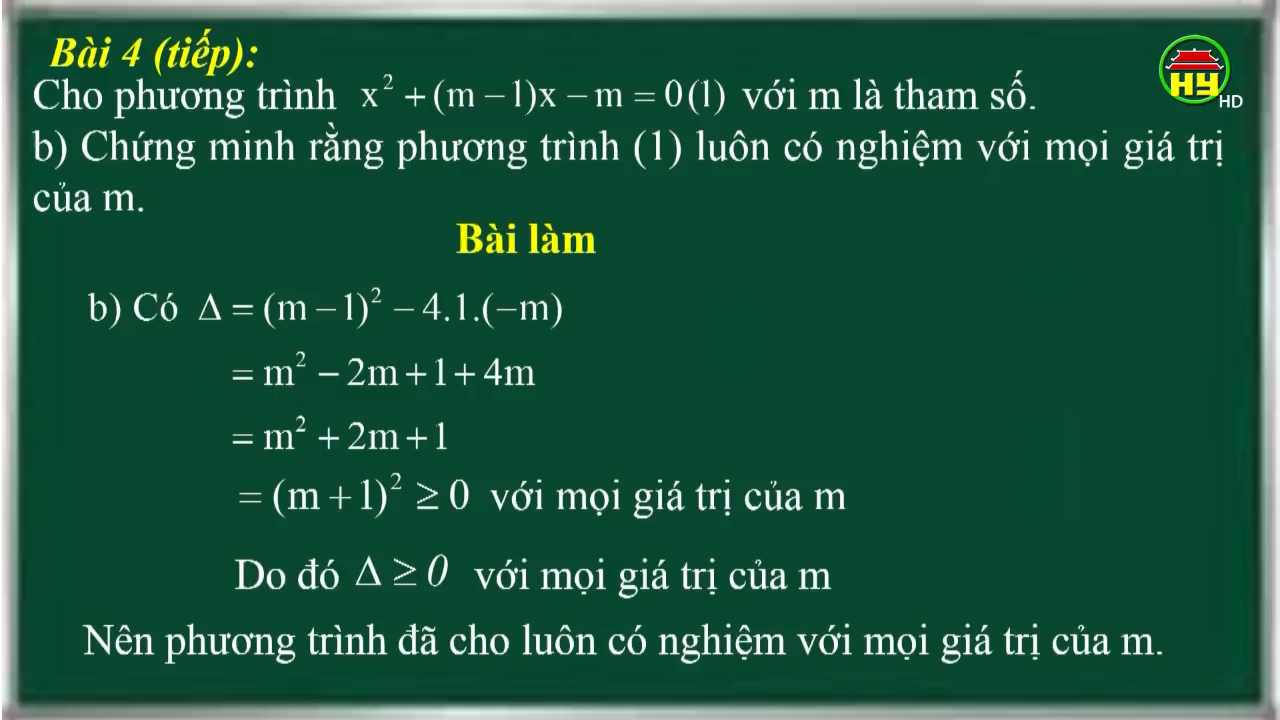 Bài 4 (tiếp):
HY
HD
Cho phương trình x² + (m − 1)x − m = 0 (1) với m là tham số.
b) Chứng minh rằng phương trình (1) luôn có nghiệm với mọi giá trị
của m.
Bài làm
b) Có Δ = (m − 1)² − 4.1.(−m)
= m² − 2m + 1 + 4m
= m² + 2m + 1
= (m + 1)² ≥ 0 với mọi giá trị của m
Do đó Δ ≥ 0 với mọi giá trị của m
Nên phương trình đã cho luôn có nghiệm với mọi giá trị của m.